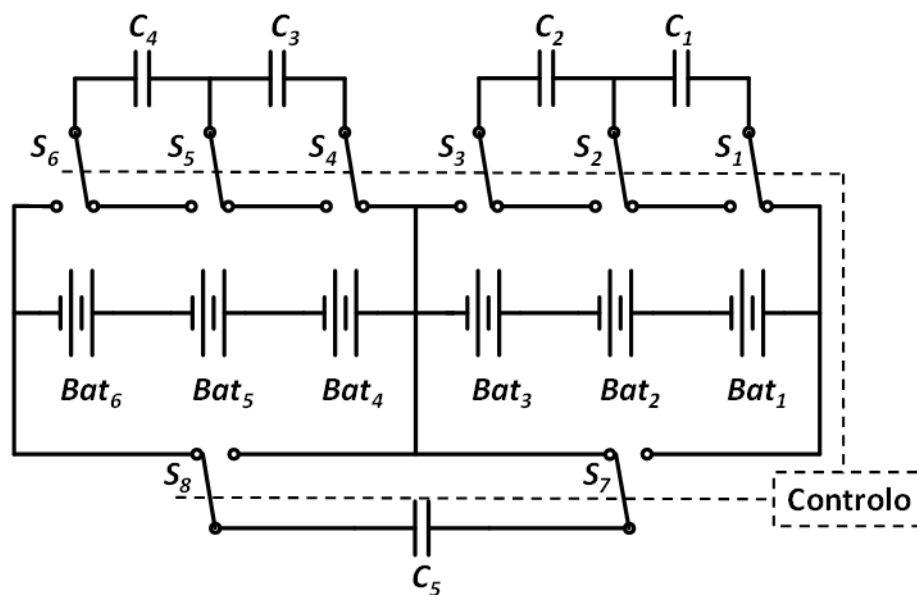 C4 C3 C2 C1
S6 S5 S4 S3 S2 S1
Bat6 Bat5 Bat4 Bat3 Bat2 Bat1
S8 S7
Controlo
C5